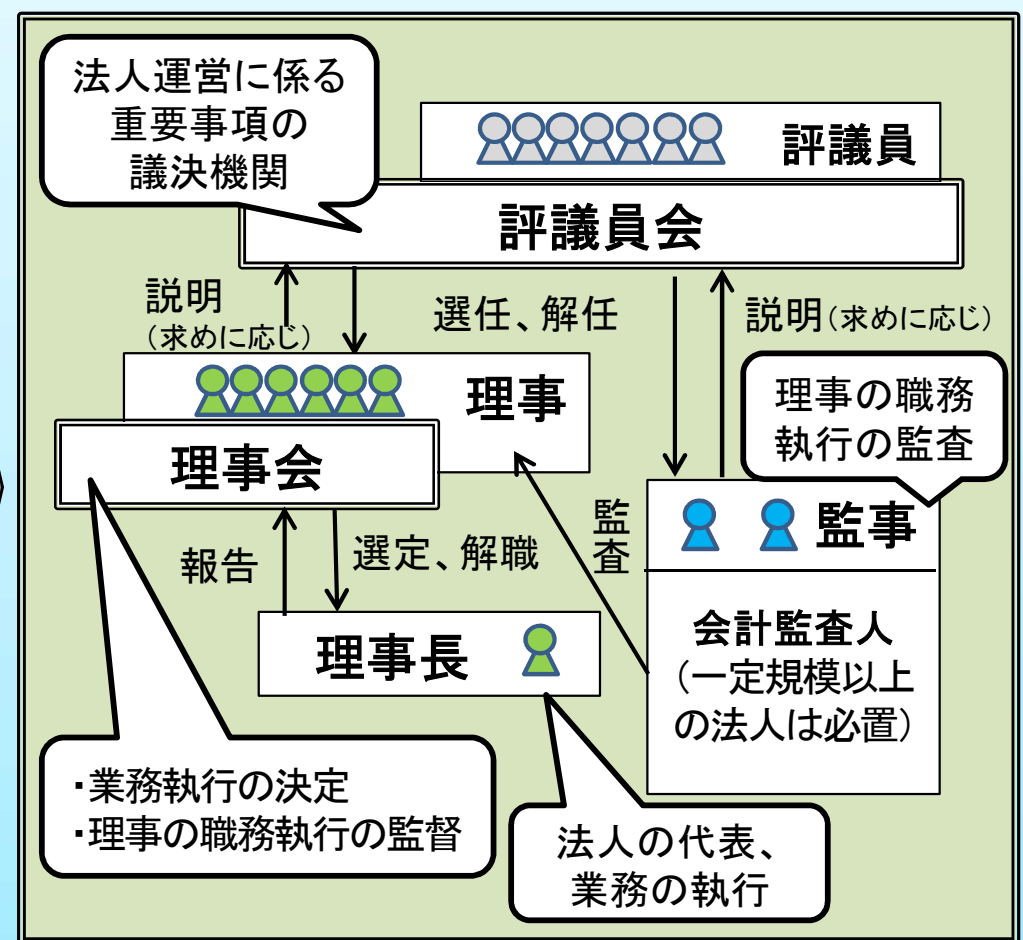 法人運営に係る
重要事項の
議決機関
評議員
評議員会
説明
(求めに応じ)
選任、解任
説明(求めに応じ)
理事
理事会
理事の職務
執行の監査
監事
監査
報告
選定、解職
会計監査人
(一定規模以上
の法人は必置)
理事長
・業務執行の決定
・理事の職務執行の監督
法人の代表、
業務の執行